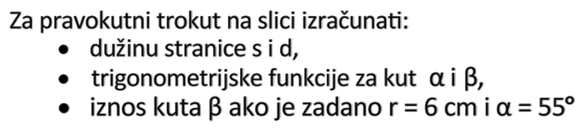 Za pravokutni trokut na slici izračunati:
• dužinu stranice s i d,
• trigonometrijske funkcije za kut α i β,
• iznos kuta β ako je zadano r = 6 cm i α = 55°